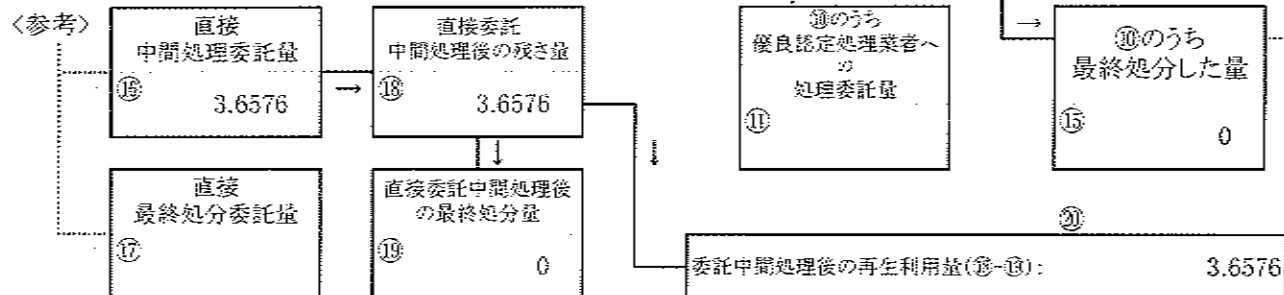 〈参考〉
直接
中間処理委託量
⑯
3.6576
→
直接委託
中間処理後の残さ量
⑱
3.6576
⑩のうち
優良認定処理業者へ
の
処理委託量
⑪
→
⑩のうち
最終処分した量
⑮
0
↓
↓
直接
最終処分委託量
⑰
直接委託中間処理後
の最終処分量
⑲
0
⑳
委託中間処理後の再生利用量(⑱-⑲):
3.6576